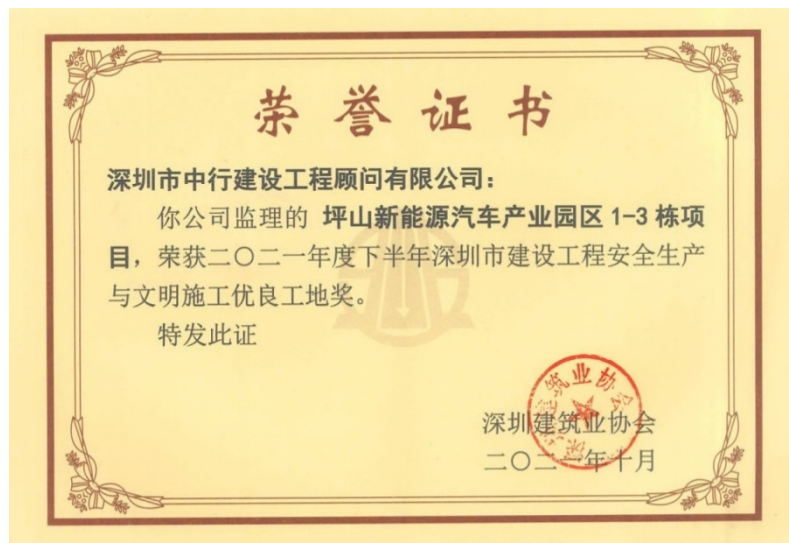 荣誉证书
深圳市中行建设工程顾问有限公司：
你公司监理的 坪山新能源汽车产业园区1-3栋项
目，荣获二〇二一年度下半年深圳市建设工程安全生产
与文明施工优良工地奖。
特发此证
深圳建筑业协会
二〇二一年十月